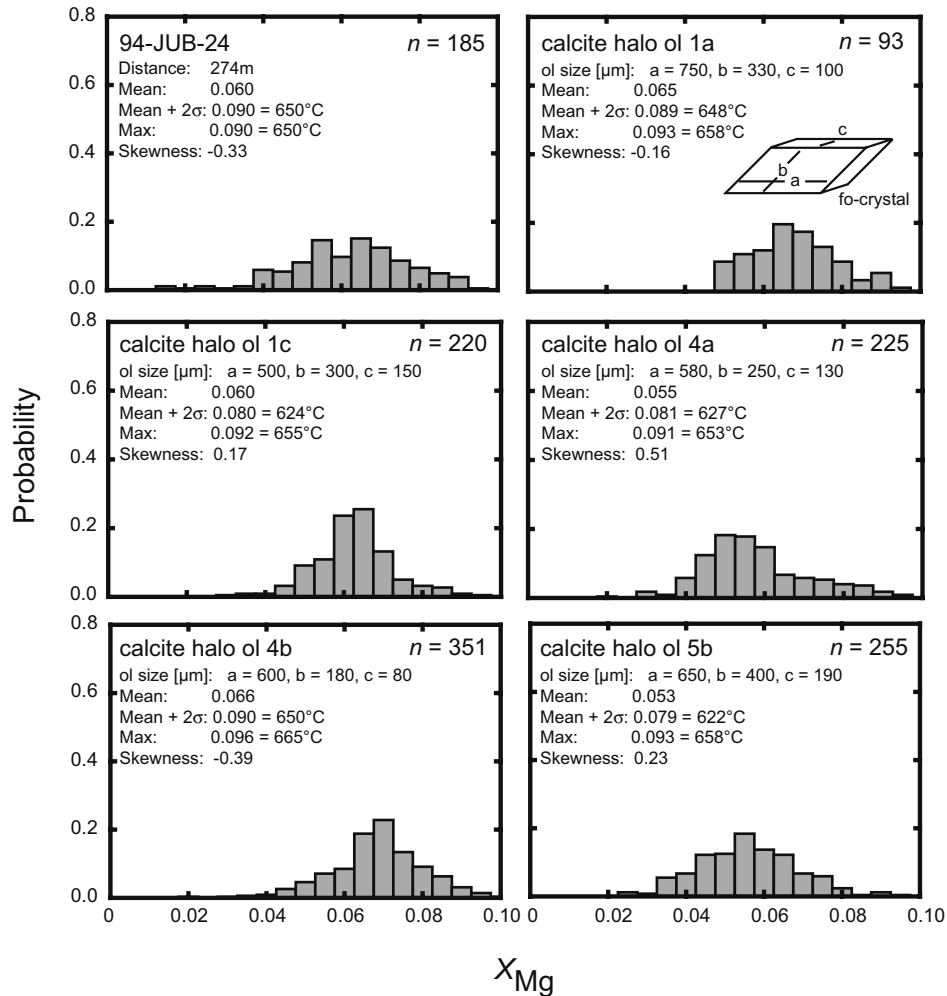 0.8
0.6
0.4
0.2
0.0
94-JUB-24
n = 185
Distance: 274m
Mean: 0.060
Mean + 2σ: 0.090 = 650°C
Max: 0.090 = 650°C
Skewness: -0.33
calcite halo ol 1a
n = 93
ol size [µm]: a = 750, b = 330, c = 100
Mean: 0.065
Mean + 2σ: 0.089 = 648°C
Max: 0.093 = 658°C
Skewness: -0.16
c
b
a
fo-crystal
0.8
0.6
0.4
0.2
0.0
calcite halo ol 1c
n = 220
ol size [µm]: a = 500, b = 300, c = 150
Mean: 0.060
Mean + 2σ: 0.080 = 624°C
Max: 0.092 = 655°C
Skewness: 0.17
calcite halo ol 4a
n = 225
ol size [µm]: a = 580, b = 250, c = 130
Mean: 0.055
Mean + 2σ: 0.081 = 627°C
Max: 0.091 = 653°C
Skewness: 0.51
Probability
0.8
0.6
0.4
0.2
0.0
calcite halo ol 4b
n = 351
ol size [µm]: a = 600, b = 180, c = 80
Mean: 0.066
Mean + 2σ: 0.090 = 650°C
Max: 0.096 = 665°C
Skewness: -0.39
calcite halo ol 5b
n = 255
ol size [µm]: a = 650, b = 400, c = 190
Mean: 0.053
Mean + 2σ: 0.079 = 622°C
Max: 0.093 = 658°C
Skewness: 0.23
0 0.02 0.04 0.06 0.08 0.10
0 0.02 0.04 0.06 0.08 0.10
XMg